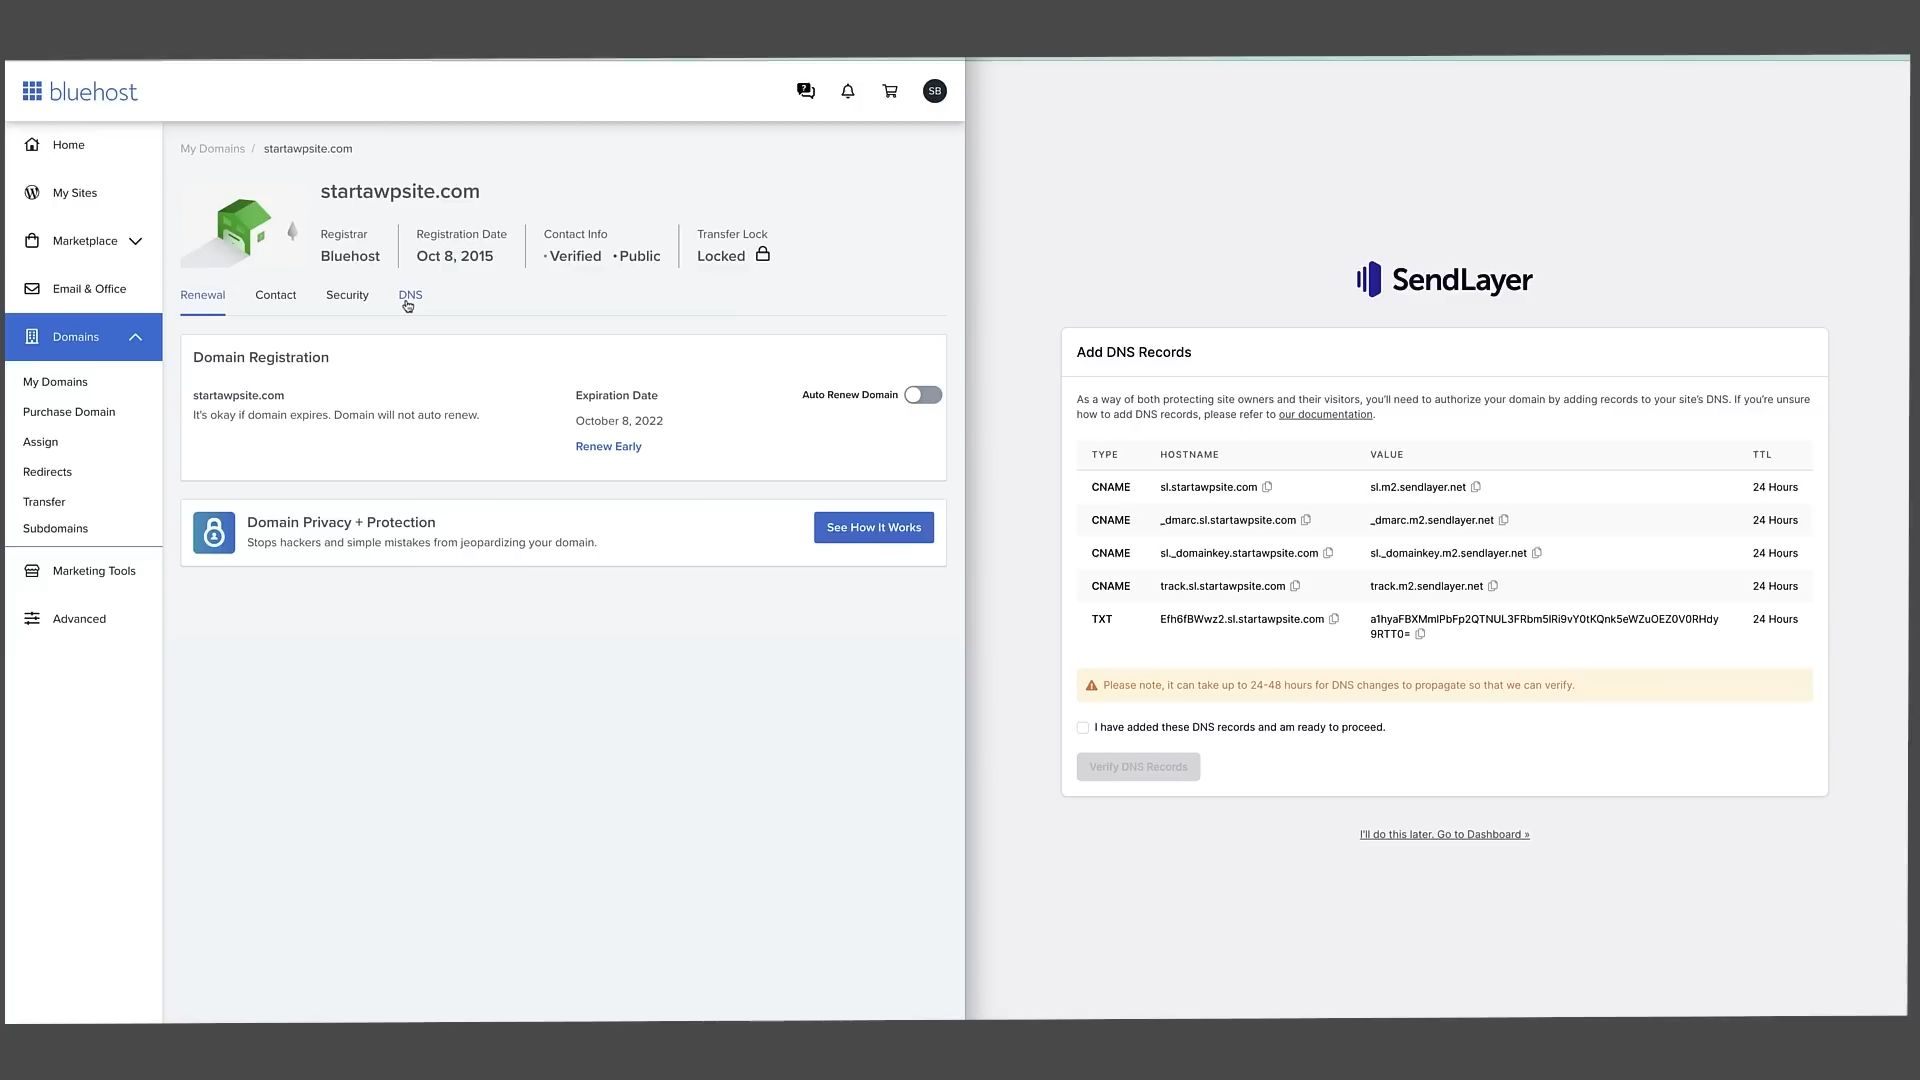 bluehost
SB
Home
My Sites
Marketplace
Email & Office
Domains
My Domains
Purchase Domain
Assign
Redirects
Transfer
Subdomains
Marketing Tools
Advanced
My Domains / startawpsite.com
startawpsite.com
Registrar
Bluehost
Registration Date
Oct 8, 2015
Contact Info
•Verified •Public
Transfer Lock
Locked
Renewal Contact Security DNS
Domain Registration
startawpsite.com
It's okay if domain expires. Domain will not auto renew.
Expiration Date
October 8, 2022
Renew Early
Auto Renew Domain
Domain Privacy + Protection
Stops hackers and simple mistakes from jeopardizing your domain.
See How It Works
SendLayer
Add DNS Records
As a way of both protecting site owners and their visitors, you'll need to authorize your domain by adding records to your site's DNS. If you're unsure
how to add DNS records, please refer to our documentation.
TYPE HOSTNAME VALUE TTL
CNAME sl.startawpsite.com sl.m2.sendlayer.net 24 Hours
CNAME _dmarc.sl.startawpsite.com _dmarc.m2.sendlayer.net 24 Hours
CNAME sl._domainkey.startawpsite.com sl._domainkey.m2.sendlayer.net 24 Hours
CNAME track.sl.startawpsite.com track.m2.sendlayer.net 24 Hours
TXT Efh6fBWwz2.sl.startawpsite.com a1hyaFBXMmlPbFp2QTNUL3FRbm5lRi9vY0tKQnk5eWZuOEZ0V0RHdy 24 Hours
9RTT0=
Please note, it can take up to 24-48 hours for DNS changes to propagate so that we can verify.
I have added these DNS records and am ready to proceed.
Verify DNS Records
I'll do this later. Go to Dashboard »